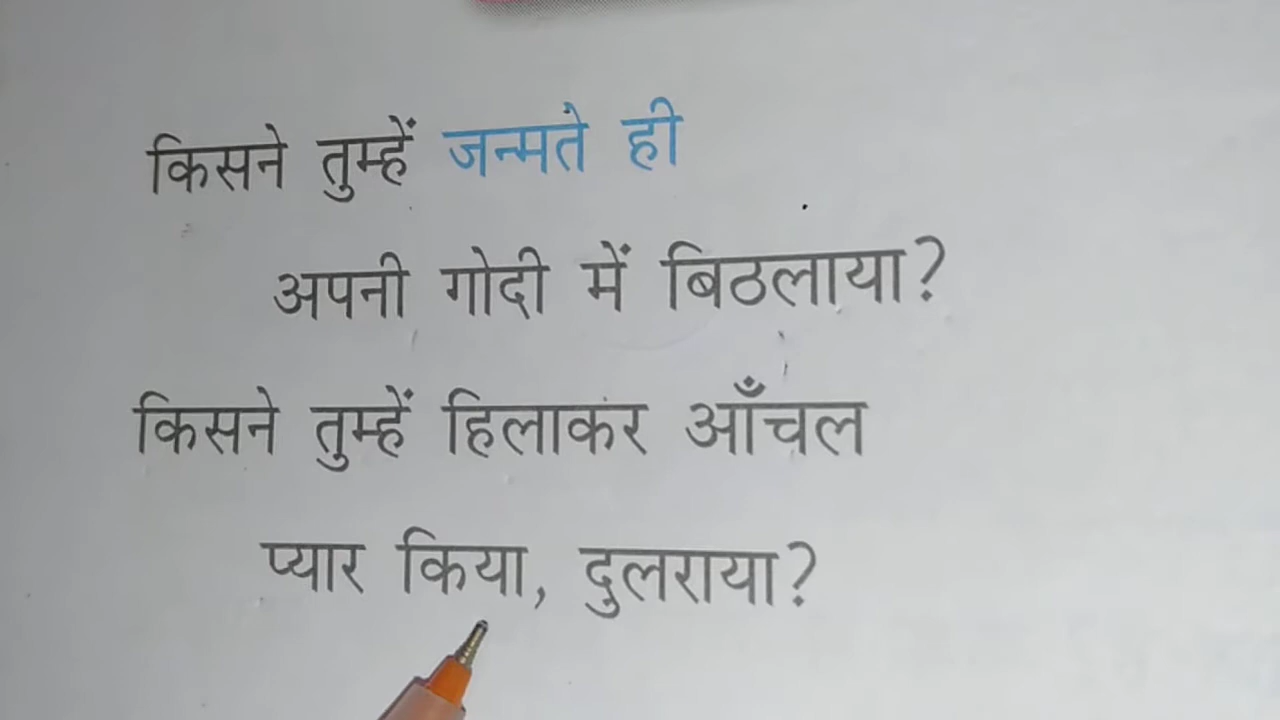 किसने तुम्हें जन्मते ही
अपनी गोदी में बिठलाया?
किसने तुम्हें हिलाकर आँचल
प्यार किया, दुलराया?